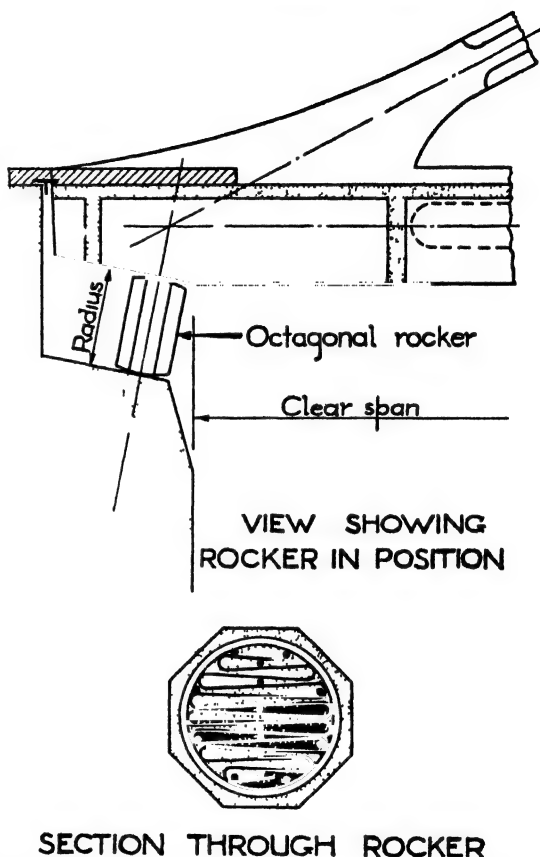 Radius
Octagonal rocker
Clear span
VIEW SHOWING
ROCKER IN POSITION
SECTION THROUGH ROCKER